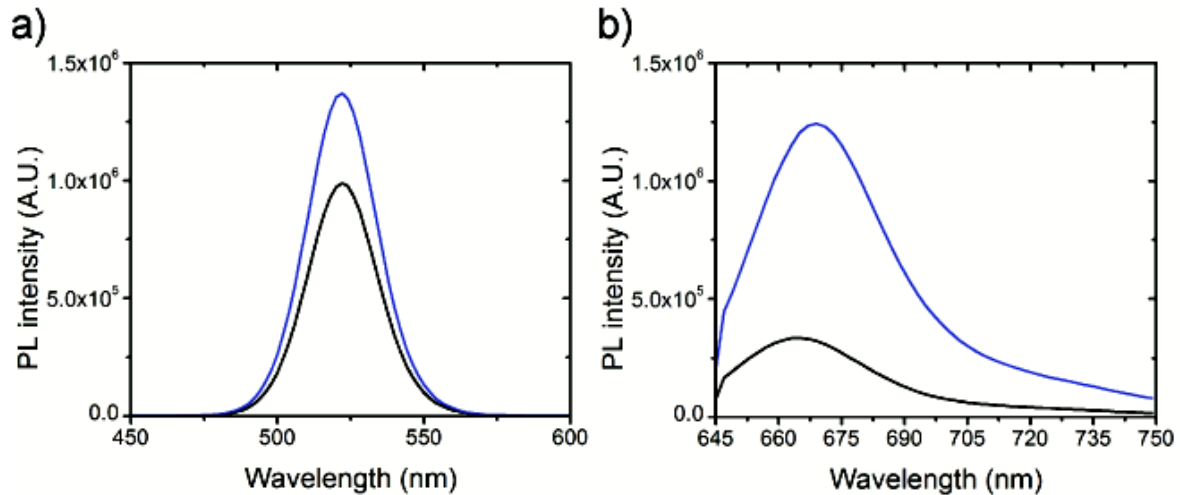 a)
1.5x10⁶
1.0x10⁶
5.0x10⁵
0.0
PL intensity (A.U.)
450 500 550 600
Wavelength (nm)
b)
1.5x10⁶
1.0x10⁶
5.0x10⁵
0.0
PL intensity (A.U.)
645 660 675 690 705 720 735 750
Wavelength (nm)